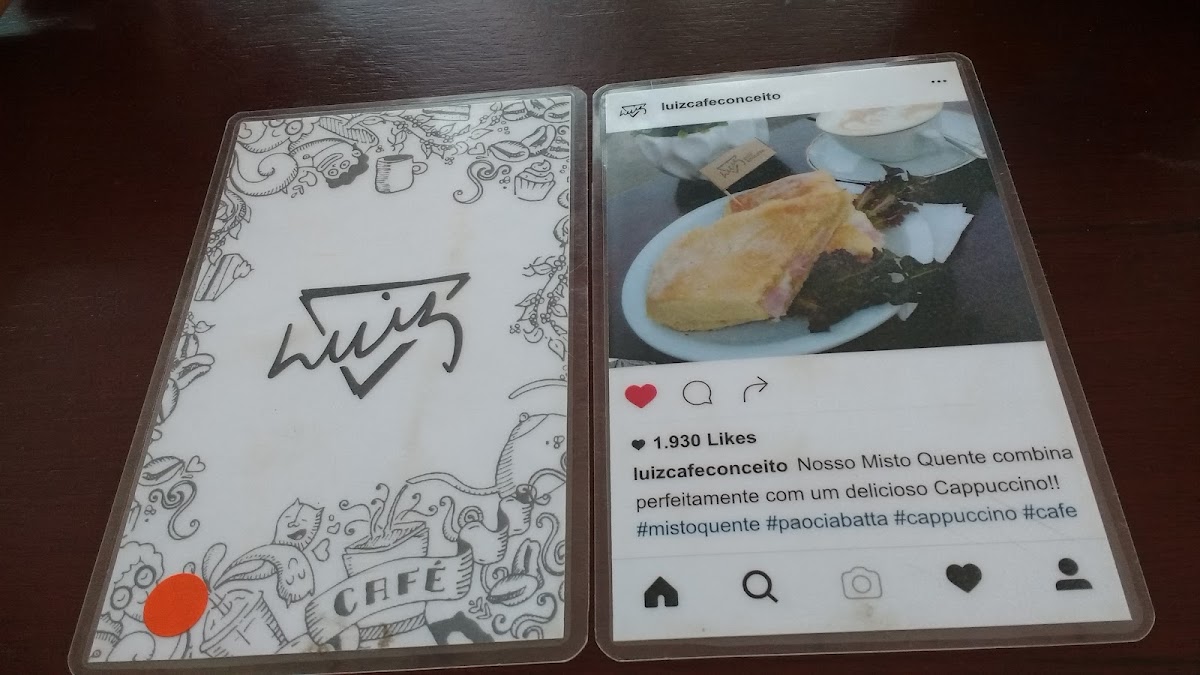 Luiz
CAFÉ
luizcafeconceito
1.930 Likes
luizcafeconceito Nosso Misto Quente combina
perfeitamente com um delicioso Cappuccino!!
#mistoquente #paociabatta #cappuccino #cafe